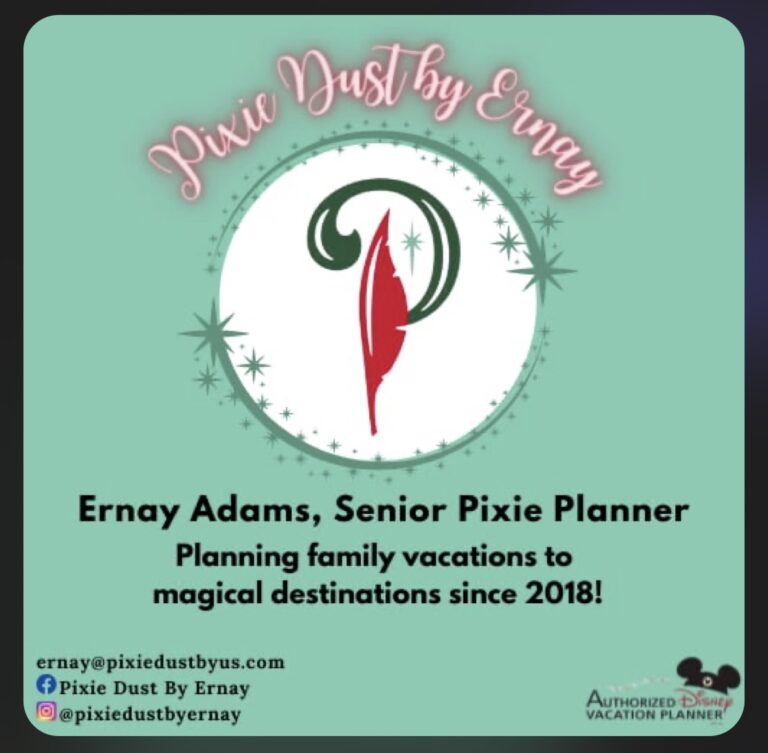 Pixie Dust by Ernay
Ernay Adams, Senior Pixie Planner
Planning family vacations to
magical destinations since 2018!
ernay@pixiedustbyus.com
Pixie Dust By Ernay
@pixiedustbyernay
AUTHORIZED Disney
VACATION PLANNER